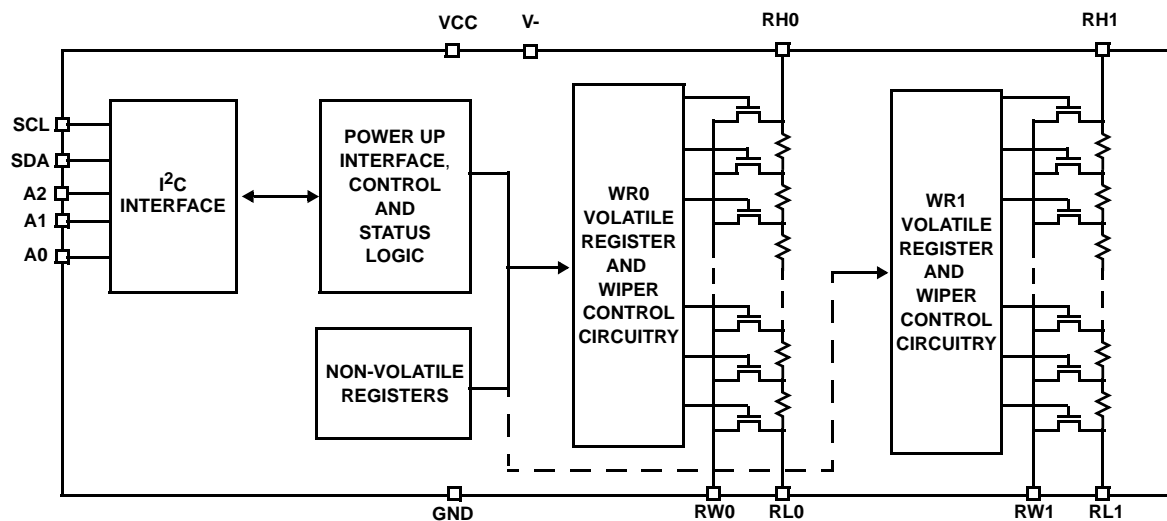 VCC
V-
RH0
RH1
SCL
SDA
A2
A1
A0
I²C
INTERFACE
POWER UP
INTERFACE,
CONTROL
AND
STATUS
LOGIC
NON-VOLATILE
REGISTERS
WR0
VOLATILE
REGISTER
AND
WIPER
CONTROL
CIRCUITRY
WR1
VOLATILE
REGISTER
AND
WIPER
CONTROL
CIRCUITRY
GND
RW0
RL0
RW1
RL1